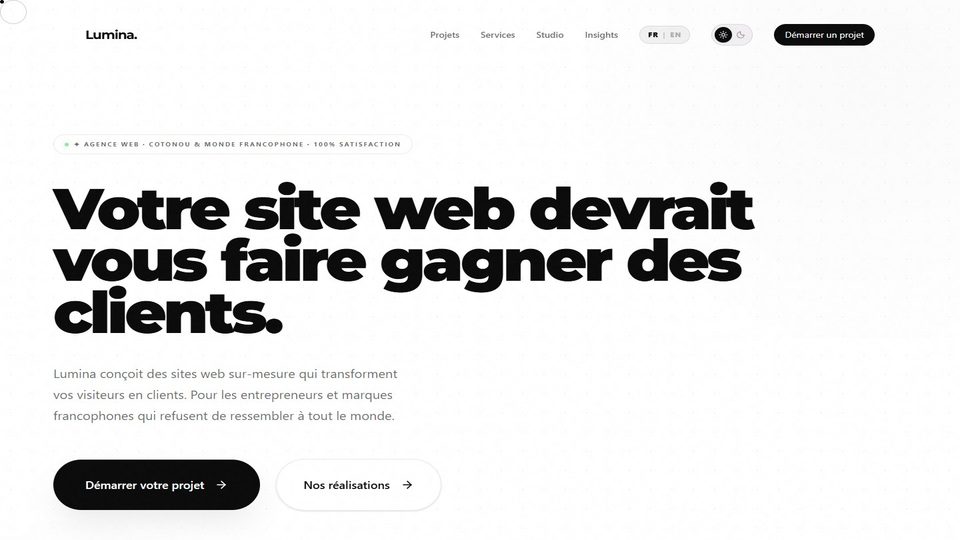 Lumina.
Projets
Services
Studio
Insights
FR | EN
Démarrer un projet
✦ AGENCE WEB · COTONOU & MONDE FRANCOPHONE · 100% SATISFACTION
Votre site web devrait
vous faire gagner des
clients.
Lumina conçoit des sites web sur-mesure qui transforment
vos visiteurs en clients. Pour les entrepreneurs et marques
francophones qui refusent de ressembler à tout le monde.
Démarrer votre projet →
Nos réalisations →